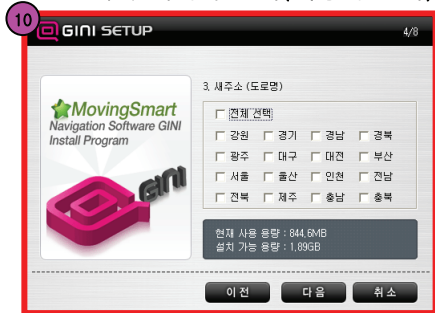 10
GINI SETUP 4/8
MovingSmart
Navigation Software GINI
Install Program
GINI
3. 새주소 (도로명)
전체 선택
강원 경기 경남 경북
광주 대구 대전 부산
서울 울산 인천 전남
전북 제주 충남 충북
현재 사용 용량 : 844.6MB
설치 가능 용량 : 1.89GB
이 전 다 음 취 소